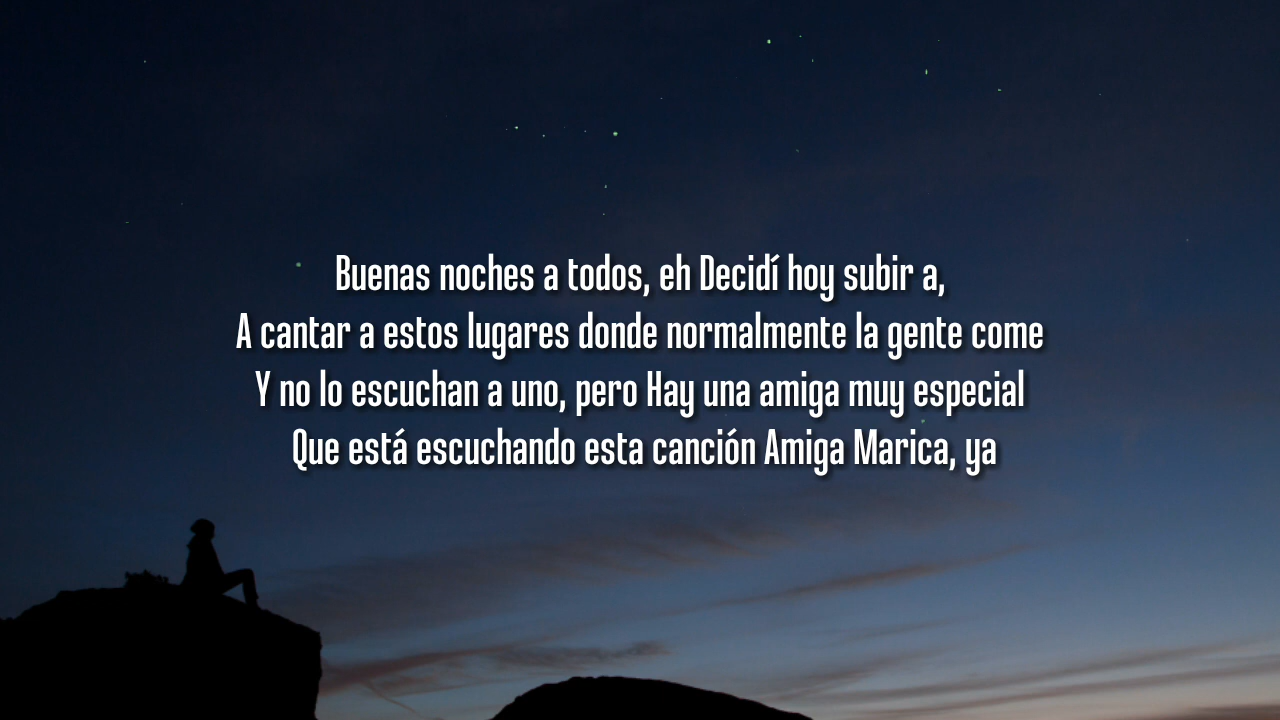 Buenas noches a todos, eh Decidí hoy subir a,
A cantar a estos lugares donde normalmente la gente come
Y no lo escuchan a uno, pero Hay una amiga muy especial
Que está escuchando esta canción Amiga Marica, ya